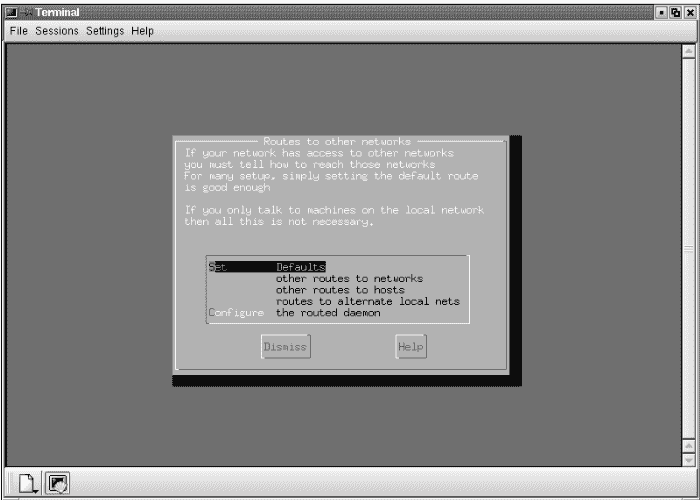 Terminal
File Sessions Settings Help
Routes to other networks
If your network has access to other networks
you must tell how to reach those networks
For many setup, simply setting the default route
is good enough
If you only talk to machines on the local network
then all this is not necessary.
Set Defaults
other routes to networks
other routes to hosts
routes to alternate local nets
Configure the routed daemon
Dismiss Help